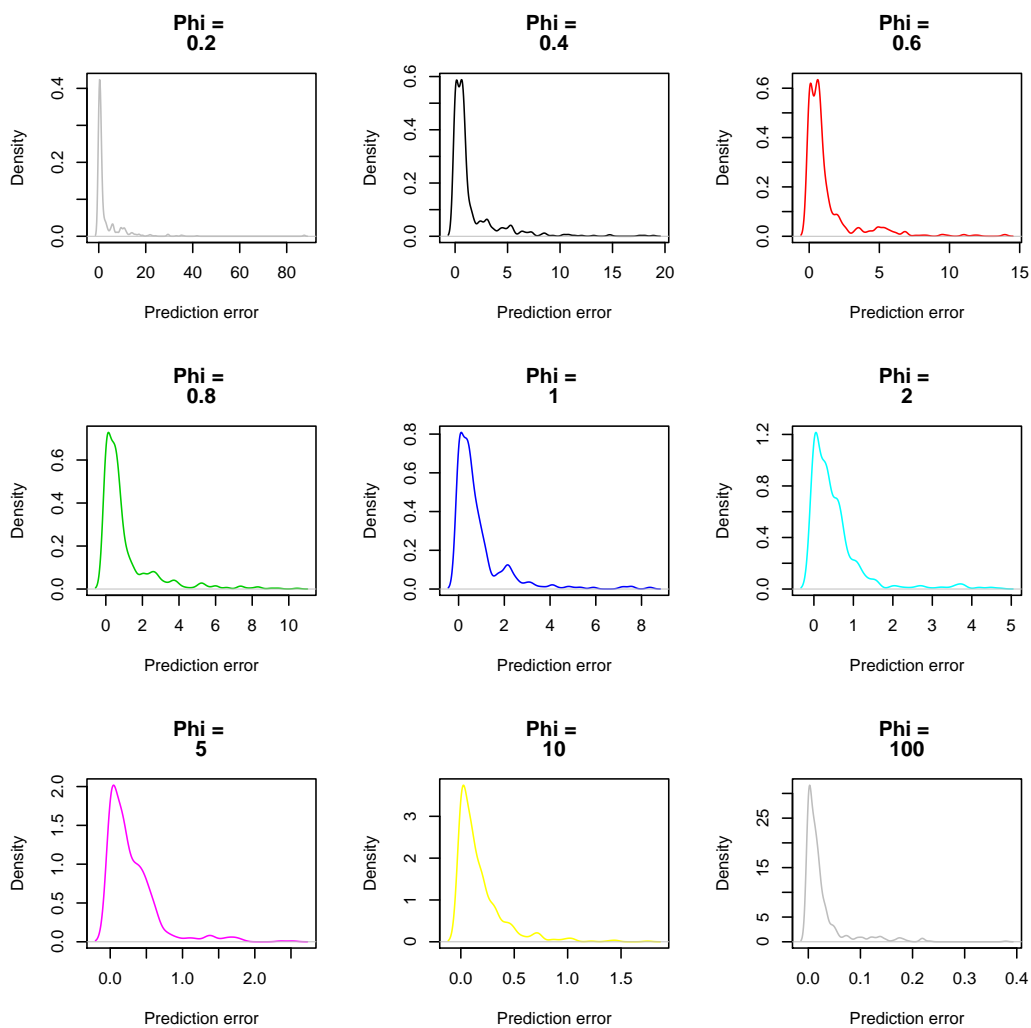 Phi =
0.2
Density
0.0 0.2 0.4
0 20 40 60 80
Prediction error
Phi =
0.4
Density
0.0 0.2 0.4 0.6
0 5 10 15 20
Prediction error
Phi =
0.6
Density
0.0 0.2 0.4 0.6
0 5 10 15
Prediction error
Phi =
0.8
Density
0.0 0.2 0.4 0.6
0 2 4 6 8 10
Prediction error
Phi =
1
Density
0.0 0.2 0.4 0.6 0.8
0 2 4 6 8
Prediction error
Phi =
2
Density
0.0 0.4 0.8 1.2
0 1 2 3 4 5
Prediction error
Phi =
5
Density
0.0 0.5 1.0 1.5 2.0
0.0 1.0 2.0
Prediction error
Phi =
10
Density
0 1 2 3
0.0 0.5 1.0 1.5
Prediction error
Phi =
100
Density
0 5 15 25
0.0 0.1 0.2 0.3 0.4
Prediction error